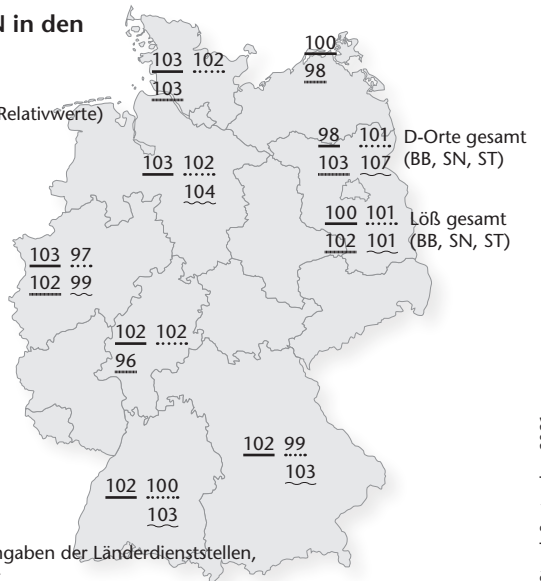 N in den
Relativwerte)
103 102
103
100
98
98 101
103 107
D-Orte gesamt
(BB, SN, ST)
103 102
104
100 101
102 101
Löß gesamt
(BB, SN, ST)
103 97
102 99
102 102
96
102 99
103
102 100
103
ngaben der Länderdienststellen,